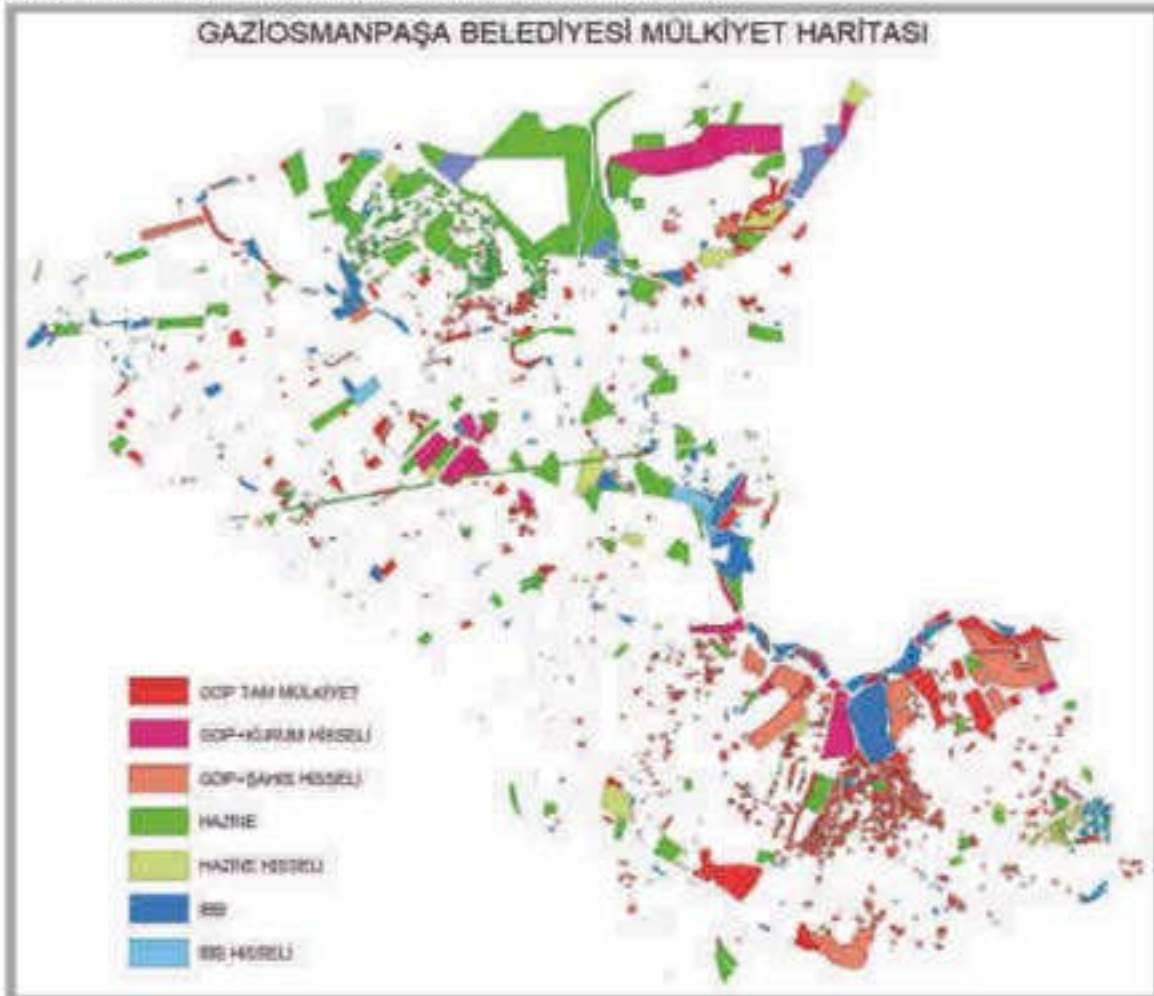 GAZİOSMANPAŞA BELEDİYESİ MÜLKİYET HARİTASI
GOP TAM MÜLKİYET
GOP+KURUM HİSSELİ
GOP+ŞAHIS HİSSELİ
HAZİNE
HAZİNE HİSSELİ
İBB
İBB HİSSELİ